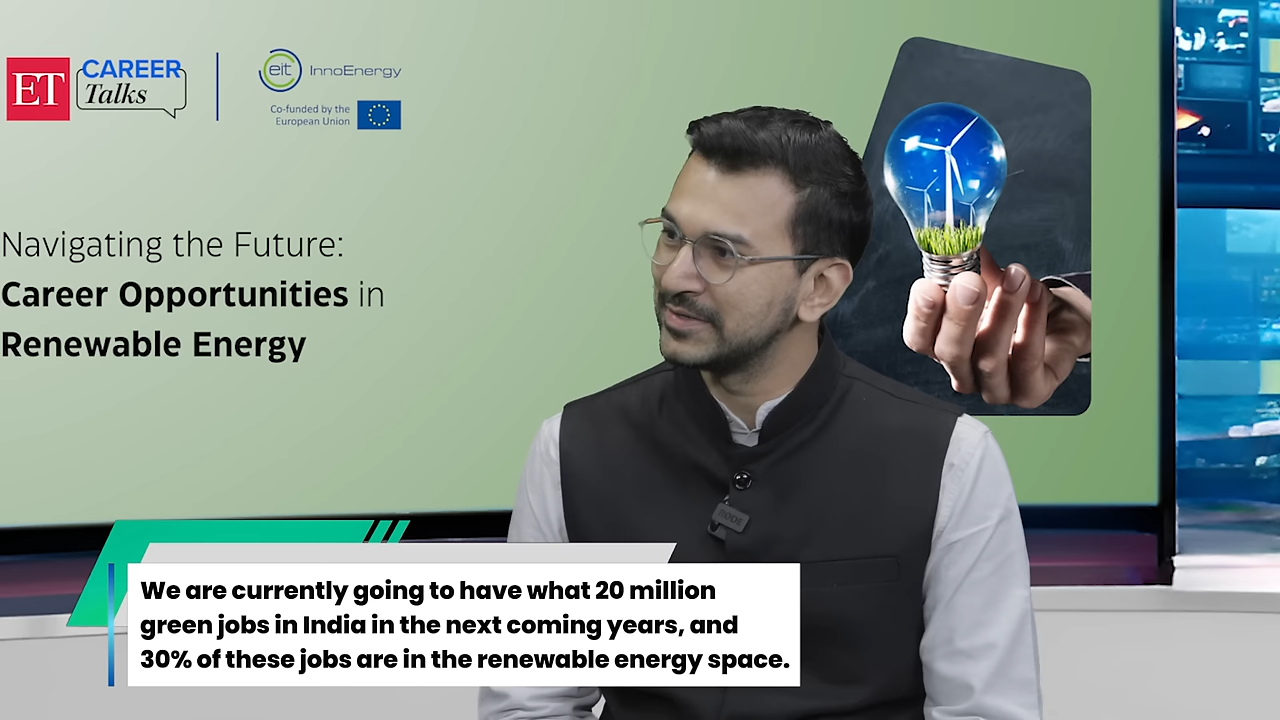 ET CAREER
Talks
eit InnoEnergy
Co-funded by the
European Union
Navigating the Future:
Career Opportunities in
Renewable Energy
RODE
We are currently going to have what 20 million
green jobs in India in the next coming years, and
30% of these jobs are in the renewable energy space.